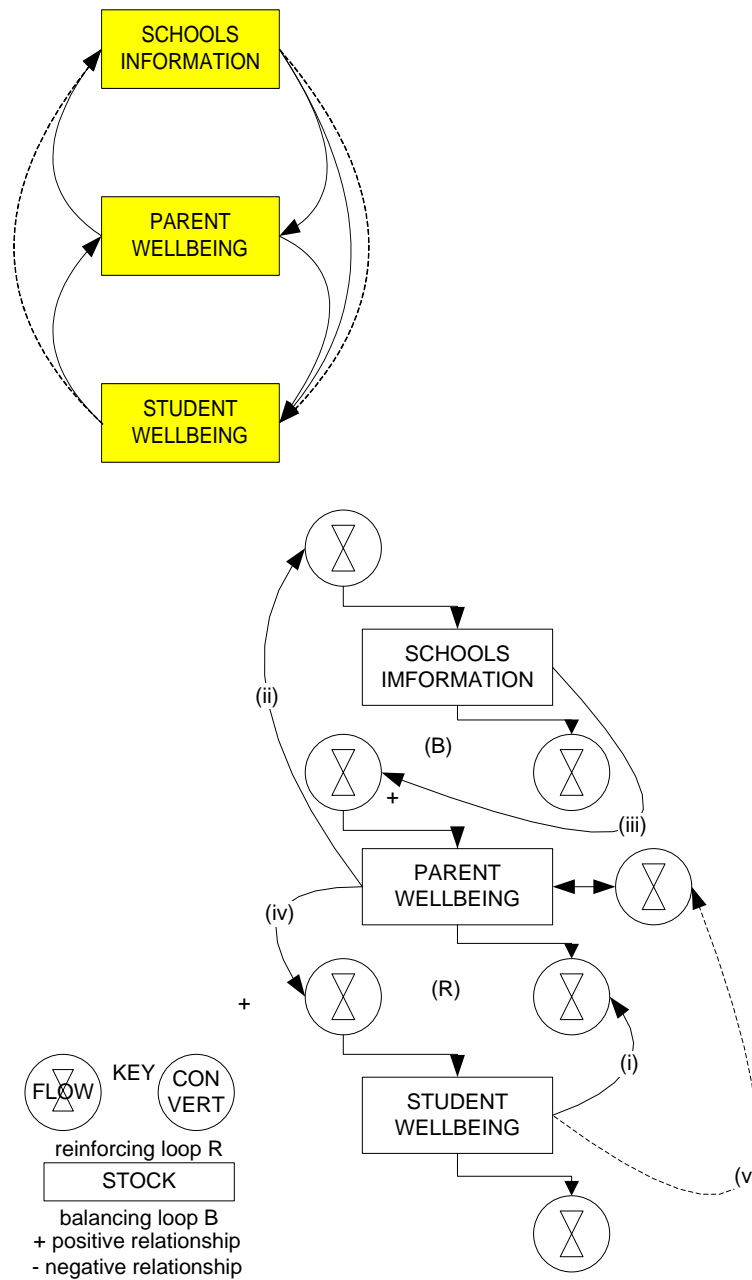 SCHOOLS
INFORMATION
PARENT
WELLBEING
STUDENT
WELLBEING
SCHOOLS
IMFORMATION
(ii)
(B)
+
(iii)
PARENT
WELLBEING
(iv)
(R)
+
(i)
STUDENT
WELLBEING
(v
FLOW
KEY
CON
VERT
reinforcing loop R
STOCK
balancing loop B
+ positive relationship
- negative relationship